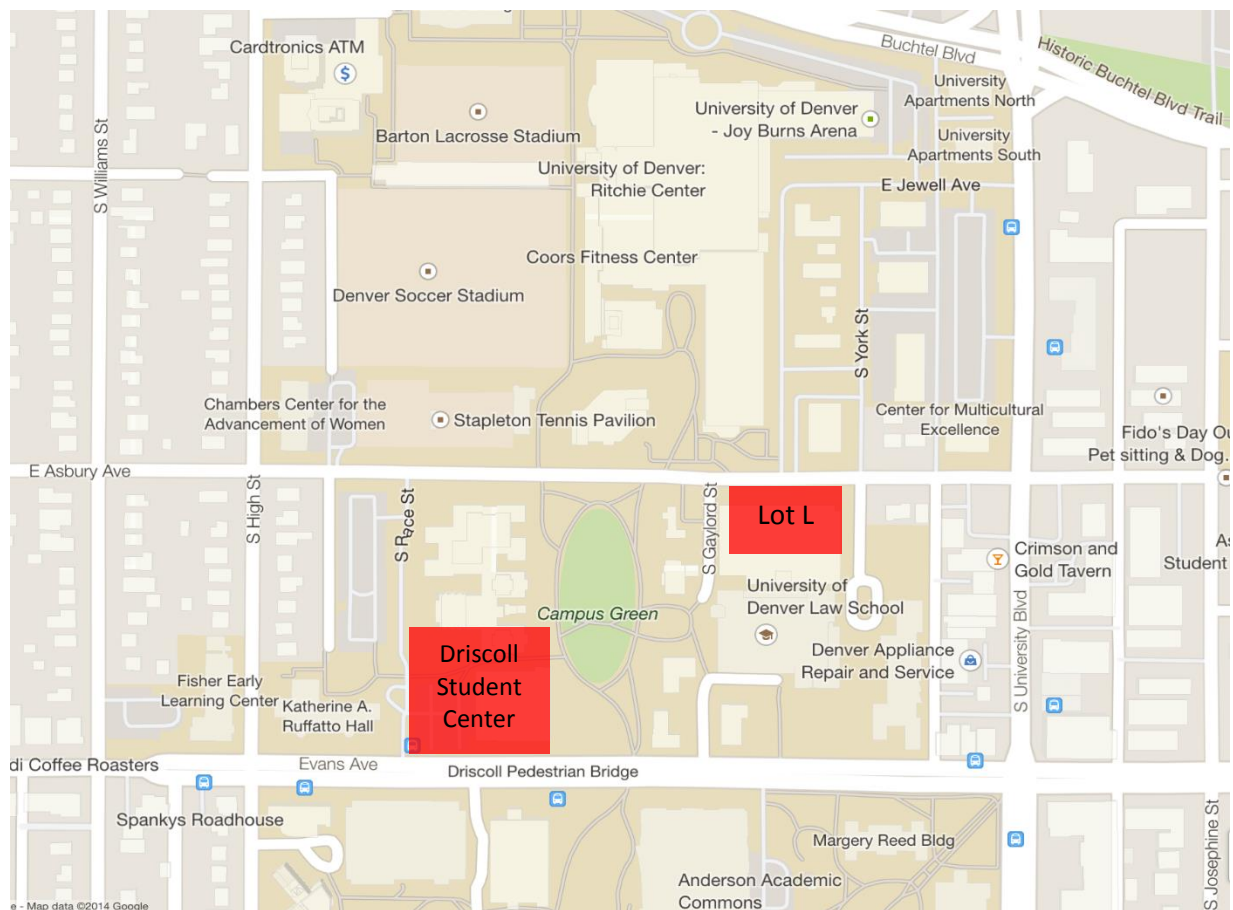 Cardtronics ATM
Buchtel Blvd
Historic Buchtel Blvd Trail
University
Apartments North
University of Denver
- Joy Burns Arena
Barton Lacrosse Stadium
University
Apartments South
S Williams St
University of Denver:
Ritchie Center
E Jewell Ave
Coors Fitness Center
Denver Soccer Stadium
S York St
Chambers Center for the
Advancement of Women
Stapleton Tennis Pavilion
Center for Multicultural
Excellence
Fido's Day Ou
Pet sitting & Dog.
E Asbury Ave
S High St
S Race St
S Gaylord St
Lot L
Crimson and
Gold Tavern
As
Student
University of
Denver Law School
Campus Green
Driscoll
Student
Center
Denver Appliance
Repair and Service
S University Blvd
Fisher Early
Learning Center
Katherine A.
Ruffatto Hall
di Coffee Roasters
Evans Ave
Driscoll Pedestrian Bridge
Spankys Roadhouse
Margery Reed Bldg
S Josephine St
Anderson Academic
Commons
e - Map data ©2014 Google